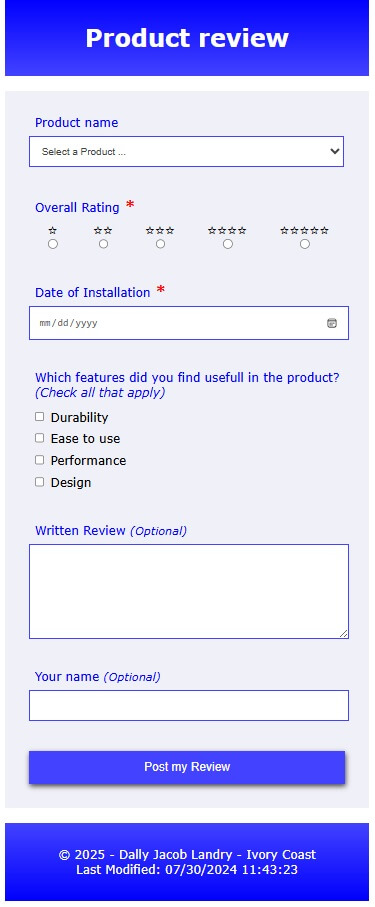 Product review
Product name
Select a Product ...
Overall Rating *
☆ ☆☆ ☆☆☆ ☆☆☆☆ ☆☆☆☆☆
Date of Installation *
mm/dd/yyyy
Which features did you find usefull in the product?
(Check all that apply)
Durability
Ease to use
Performance
Design
Written Review (Optional)
Your name (Optional)
Post my Review
© 2025 - Dally Jacob Landry - Ivory Coast
Last Modified: 07/30/2024 11:43:23